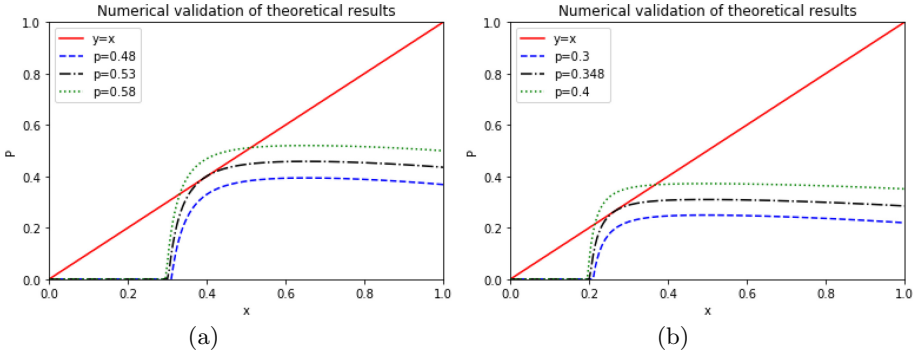 Numerical validation of theoretical results
1.0
0.8
0.6
0.4
0.2
0.0
P
y=x
p=0.48
p=0.53
p=0.58
0.0 0.2 0.4 0.6 0.8 1.0
x
(a)
Numerical validation of theoretical results
1.0
0.8
0.6
0.4
0.2
0.0
P
y=x
p=0.3
p=0.348
p=0.4
0.0 0.2 0.4 0.6 0.8 1.0
x
(b)